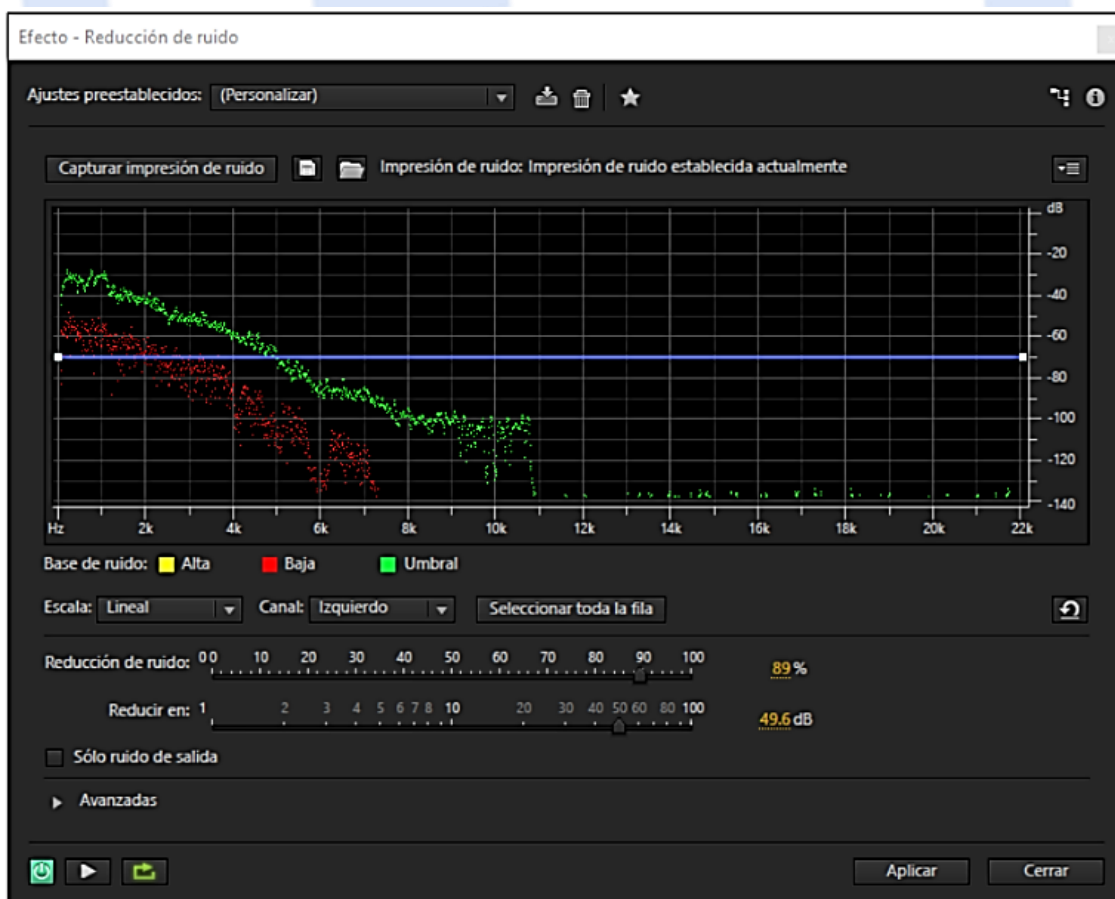 Efecto - Reducción de ruido
Ajustes preestablecidos: (Personalizar)
Capturar impresión de ruido Impresión de ruido: Impresión de ruido establecida actualmente
dB
-20
-40
-60
-80
-100
-120
-140
Hz 2k 4k 6k 8k 10k 12k 14k 16k 18k 20k 22k
Base de ruido: Alta Baja Umbral
Escala: Lineal Canal: Izquierdo Seleccionar toda la fila
Reducción de ruido: 0 0 10 20 30 40 50 60 70 80 90 100 89 %
Reducir en: 1 2 3 4 5 6 7 8 10 20 30 40 50 60 80 100 49.6 dB
Sólo ruido de salida
Avanzadas
Aplicar Cerrar